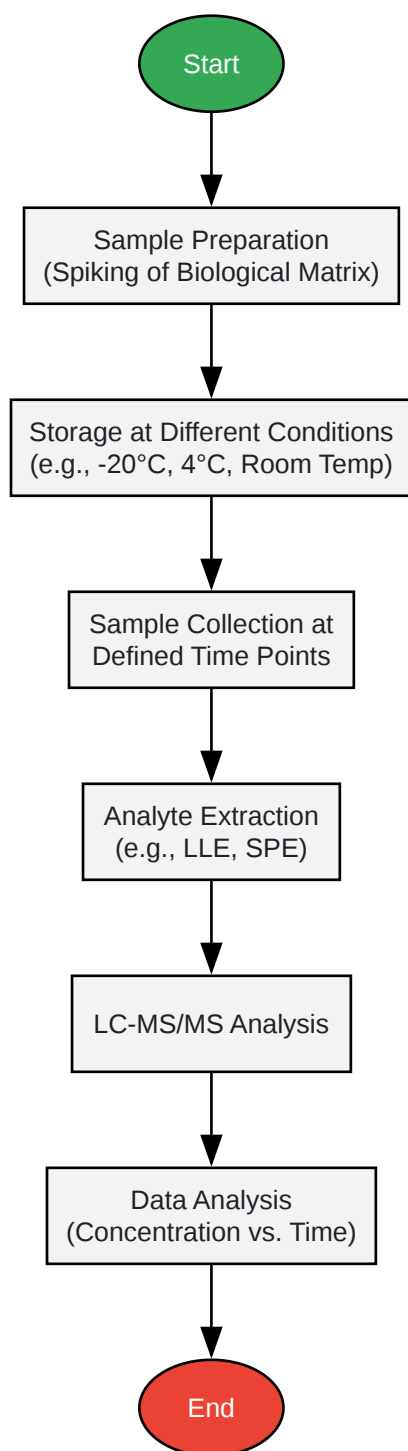 Start
Sample Preparation
(Spiking of Biological Matrix)
Storage at Different Conditions
(e.g., -20°C, 4°C, Room Temp)
Sample Collection at
Defined Time Points
Analyte Extraction
(e.g., LLE, SPE)
LC-MS/MS Analysis
Data Analysis
(Concentration vs. Time)
End